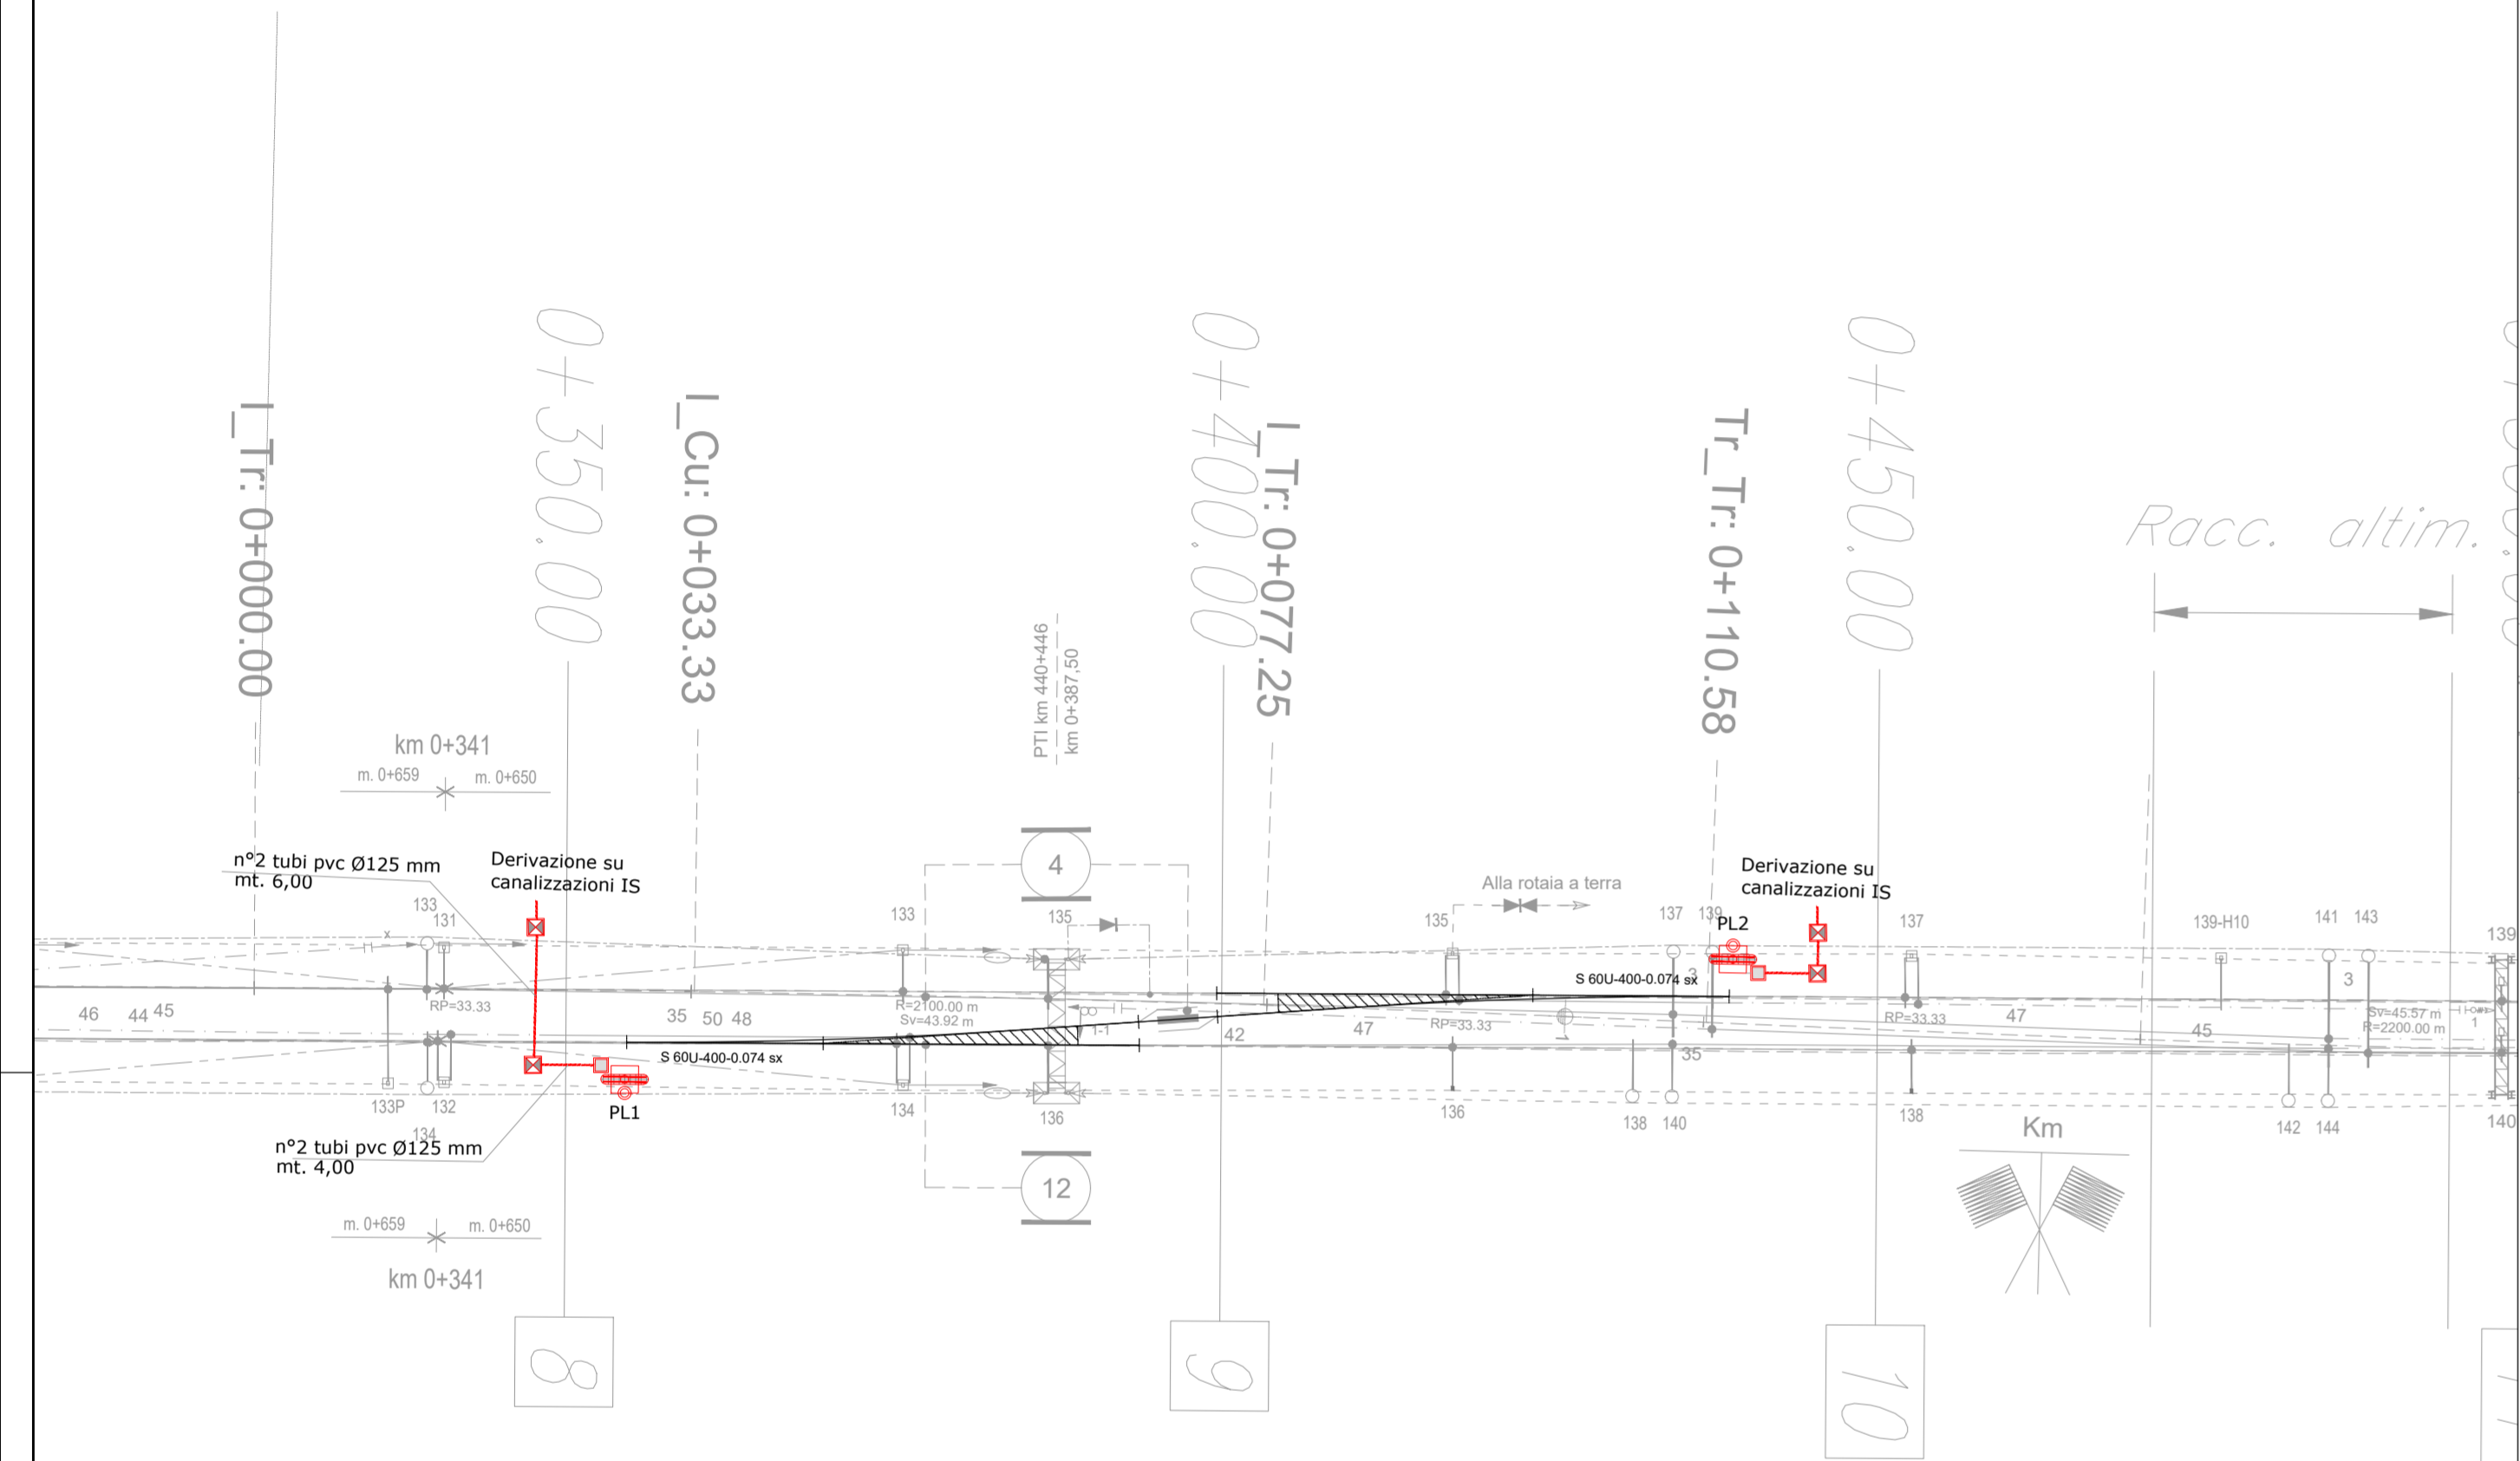 I_Tr: 0+000.00
0+350.00
I_Cu: 0+033.33
0+400.00
I_Tr: 0+077.25
Tr_Tr: 0+110.58
0+450.00
Racc. altim.
PTI km 440+446
km 0+387,50
km 0+341
m. 0+659
m. 0+650
n°2 tubi pvc Ø125 mm
mt. 6,00
Derivazione su
canalizzazioni IS
4
Alla rotaia a terra
Derivazione su
canalizzazioni IS
133
131
133
135
135
137
139
PL2
137
139-H10
141
143
139
x
3
S 60U-400-0.074 sx
3
46
44
45
RP=33.33
35
50
48
R=2100.00 m
Sv=43.92 m
1-1
42
47
RP=33.33
35
RP=33.33
47
45
Sv=45.57 m
R=2200.00 m
1
S 60U-400-0.074 sx
133P
132
134
PL1
134
136
136
138
140
138
142
144
140
n°2 tubi pvc Ø125 mm
mt. 4,00
Km
12
m. 0+659
m. 0+650
km 0+341
8
9
10